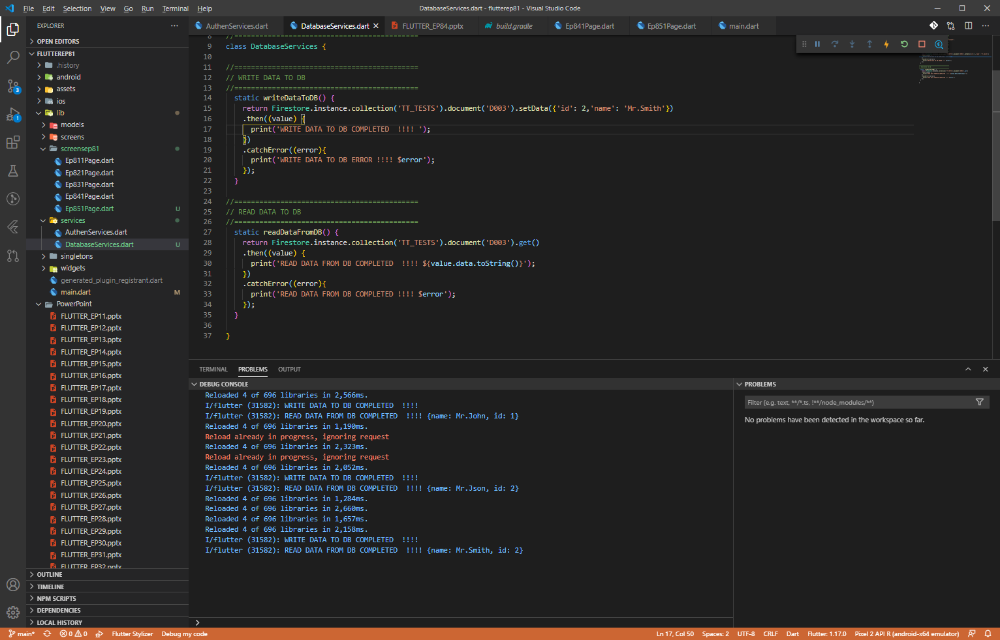 File Edit Selection View Go Run Terminal Help
DatabaseServices.dart - flutterep81 - Visual Studio Code
EXPLORER
AuthenServices.dart
DatabaseServices.dart
FLUTTER_EP84.pptx
build.gradle
Ep841Page.dart
Ep851Page.dart
main.dart
OPEN EDITORS
FLUTTEREP81
.history
android
assets
ios
lib
models
screens
screensep81
Ep811Page.dart
Ep821Page.dart
Ep831Page.dart
Ep841Page.dart
Ep851Page.dart U
services
AuthenServices.dart
DatabaseServices.dart U
singletons
widgets
generated_plugin_registrant.dart
main.dart M
PowerPoint
FLUTTER_EP11.pptx
FLUTTER_EP12.pptx
FLUTTER_EP13.pptx
FLUTTER_EP14.pptx
FLUTTER_EP15.pptx
FLUTTER_EP16.pptx
FLUTTER_EP17.pptx
FLUTTER_EP18.pptx
FLUTTER_EP19.pptx
FLUTTER_EP20.pptx
FLUTTER_EP21.pptx
FLUTTER_EP22.pptx
FLUTTER_EP23.pptx
FLUTTER_EP24.pptx
FLUTTER_EP25.pptx
FLUTTER_EP26.pptx
FLUTTER_EP27.pptx
FLUTTER_EP28.pptx
FLUTTER_EP29.pptx
FLUTTER_EP30.pptx
FLUTTER_EP31.pptx
FLUTTER_EP32.pptx
OUTLINE
TIMELINE
NPM SCRIPTS
DEPENDENCIES
LOCAL HISTORY
3
1
8 //============================================
9 class DatabaseServices {
10
11 //============================================
12 // WRITE DATA TO DB
13 //============================================
14 static writeDataToDB() {
15 return Firestore.instance.collection('TT_TESTS').document('D003').setData({'id': 2,'name': 'Mr.Smith'})
16 .then((value) {
17 print('WRITE DATA TO DB COMPLETED  !!!! ');
18 })
19 .catchError((error){
20 print('WRITE DATA TO DB ERROR !!!! $error');
21 });
22 }
23
24 //============================================
25 // READ DATA TO DB
26 //============================================
27 static readDataFromDB() {
28 return Firestore.instance.collection('TT_TESTS').document('D003').get()
29 .then((value) {
30 print('READ DATA FROM DB COMPLETED  !!!! ${value.data.toString()}');
31 })
32 .catchError((error){
33 print('READ DATA FROM DB COMPLETED !!!! $error');
34 });
35 }
36
37 }
TERMINAL PROBLEMS OUTPUT
DEBUG CONSOLE
Reloaded 4 of 696 libraries in 2,566ms.
I/flutter (31582): WRITE DATA TO DB COMPLETED  !!!!
I/flutter (31582): READ DATA FROM DB COMPLETED  !!!! {name: Mr.John, id: 1}
Reloaded 4 of 696 libraries in 1,190ms.
Reload already in progress, ignoring request
Reloaded 4 of 696 libraries in 2,323ms.
Reload already in progress, ignoring request
Reloaded 4 of 696 libraries in 2,052ms.
I/flutter (31582): WRITE DATA TO DB COMPLETED  !!!!
I/flutter (31582): READ DATA FROM DB COMPLETED  !!!! {name: Mr.Json, id: 2}
Reloaded 4 of 696 libraries in 1,284ms.
Reloaded 4 of 696 libraries in 2,660ms.
Reloaded 4 of 696 libraries in 1,657ms.
Reloaded 4 of 696 libraries in 2,158ms.
I/flutter (31582): WRITE DATA TO DB COMPLETED  !!!!
I/flutter (31582): READ DATA FROM DB COMPLETED  !!!! {name: Mr.Smith, id: 2}
PROBLEMS
Filter (e.g. text, **/*.ts, !**/node_modules/**)
No problems have been detected in the workspace so far.
main* 0 0 Flutter Stylizer Debug my code
Ln 17, Col 50 Spaces: 2 UTF-8 CRLF Dart Flutter: 1.17.0 Pixel 2 API R (android-x64 emulator)